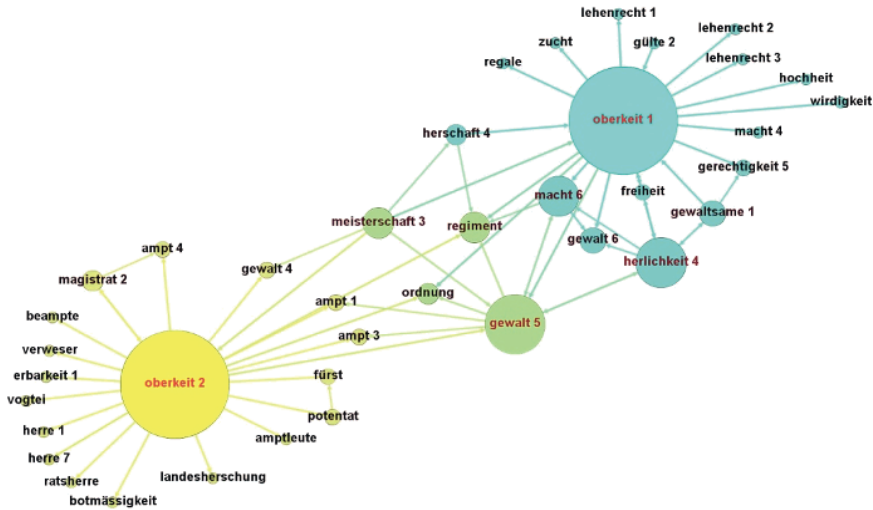 lehenrecht 1
lehenrecht 2
zucht
gülte 2
regale
lehenrecht 3
hochheit
wirdigkeit
oberkeit 1
herschaft 4
macht 4
gerechtigkeit 5
freiheit
macht 6
gewaltsame 1
meisterschaft 3
regiment
gewalt 6
ampt 4
herlichkeit 4
gewalt 4
magistrat 2
ordnung
ampt 1
beampte
gewalt 5
ampt 3
verweser
erbarkeit 1
fürst
oberkeit 2
vogtei
potentat
herre 1
amptleute
herre 7
landesherschung
ratsherre
botmässigkeit